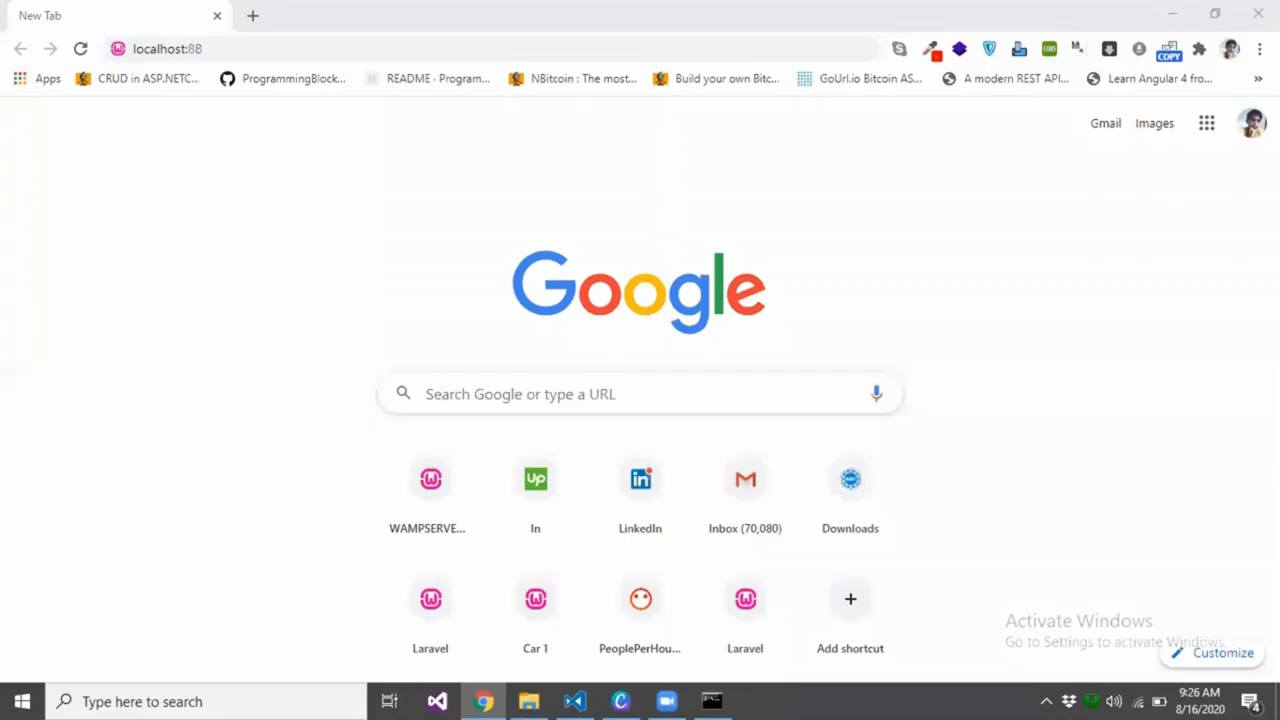 New Tab
localhost:88
COPY
Apps
CRUD in ASP.NETC...
ProgrammingBlock...
README - Program...
NBitcoin : The most...
Build your own Bitc...
GoUrl.io Bitcoin AS...
A modern REST API...
Learn Angular 4 fro...
»
Gmail
Images
Google
Search Google or type a URL
WAMPSERVE...
In
LinkedIn
Inbox (70,080)
Downloads
Laravel
Car 1
PeoplePerHou...
Laravel
Add shortcut
Activate Windows
Go to Settings to activate Windows.
Customize
Type here to search
9:26 AM
8/16/2020
4